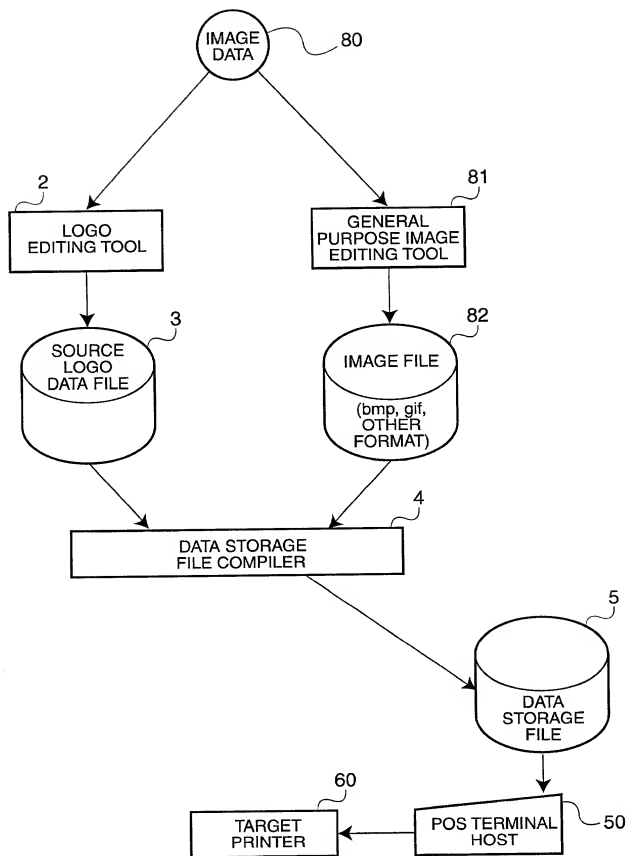 IMAGE
DATA
80
2
LOGO
EDITING TOOL
81
GENERAL
PURPOSE IMAGE
EDITING TOOL
3
SOURCE
LOGO
DATA FILE
82
IMAGE FILE
(bmp, gif,
OTHER
FORMAT)
4
DATA STORAGE
FILE COMPILER
5
DATA
STORAGE
FILE
60
TARGET
PRINTER
POS TERMINAL
HOST
50